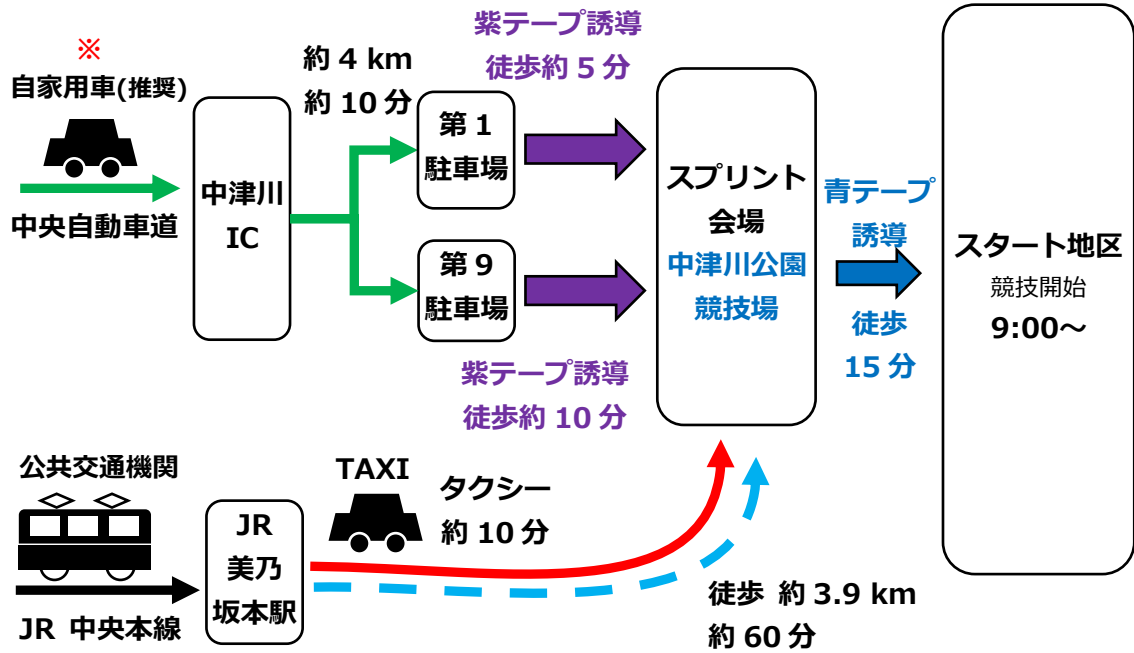 ※
自家用車(推奨)
中央自動車道
中津川
IC
約 4 km
約 10 分
第 1
駐車場
第 9
駐車場
紫テープ誘導
徒歩約 5 分
紫テープ誘導
徒歩約 10 分
スプリント
会場
中津川公園
競技場
青テープ
誘導
徒歩
15 分
スタート地区
競技開始
9:00～
公共交通機関
JR 中央本線
JR
美乃
坂本駅
TAXI
タクシー
約 10 分
徒歩 約 3.9 km
約 60 分